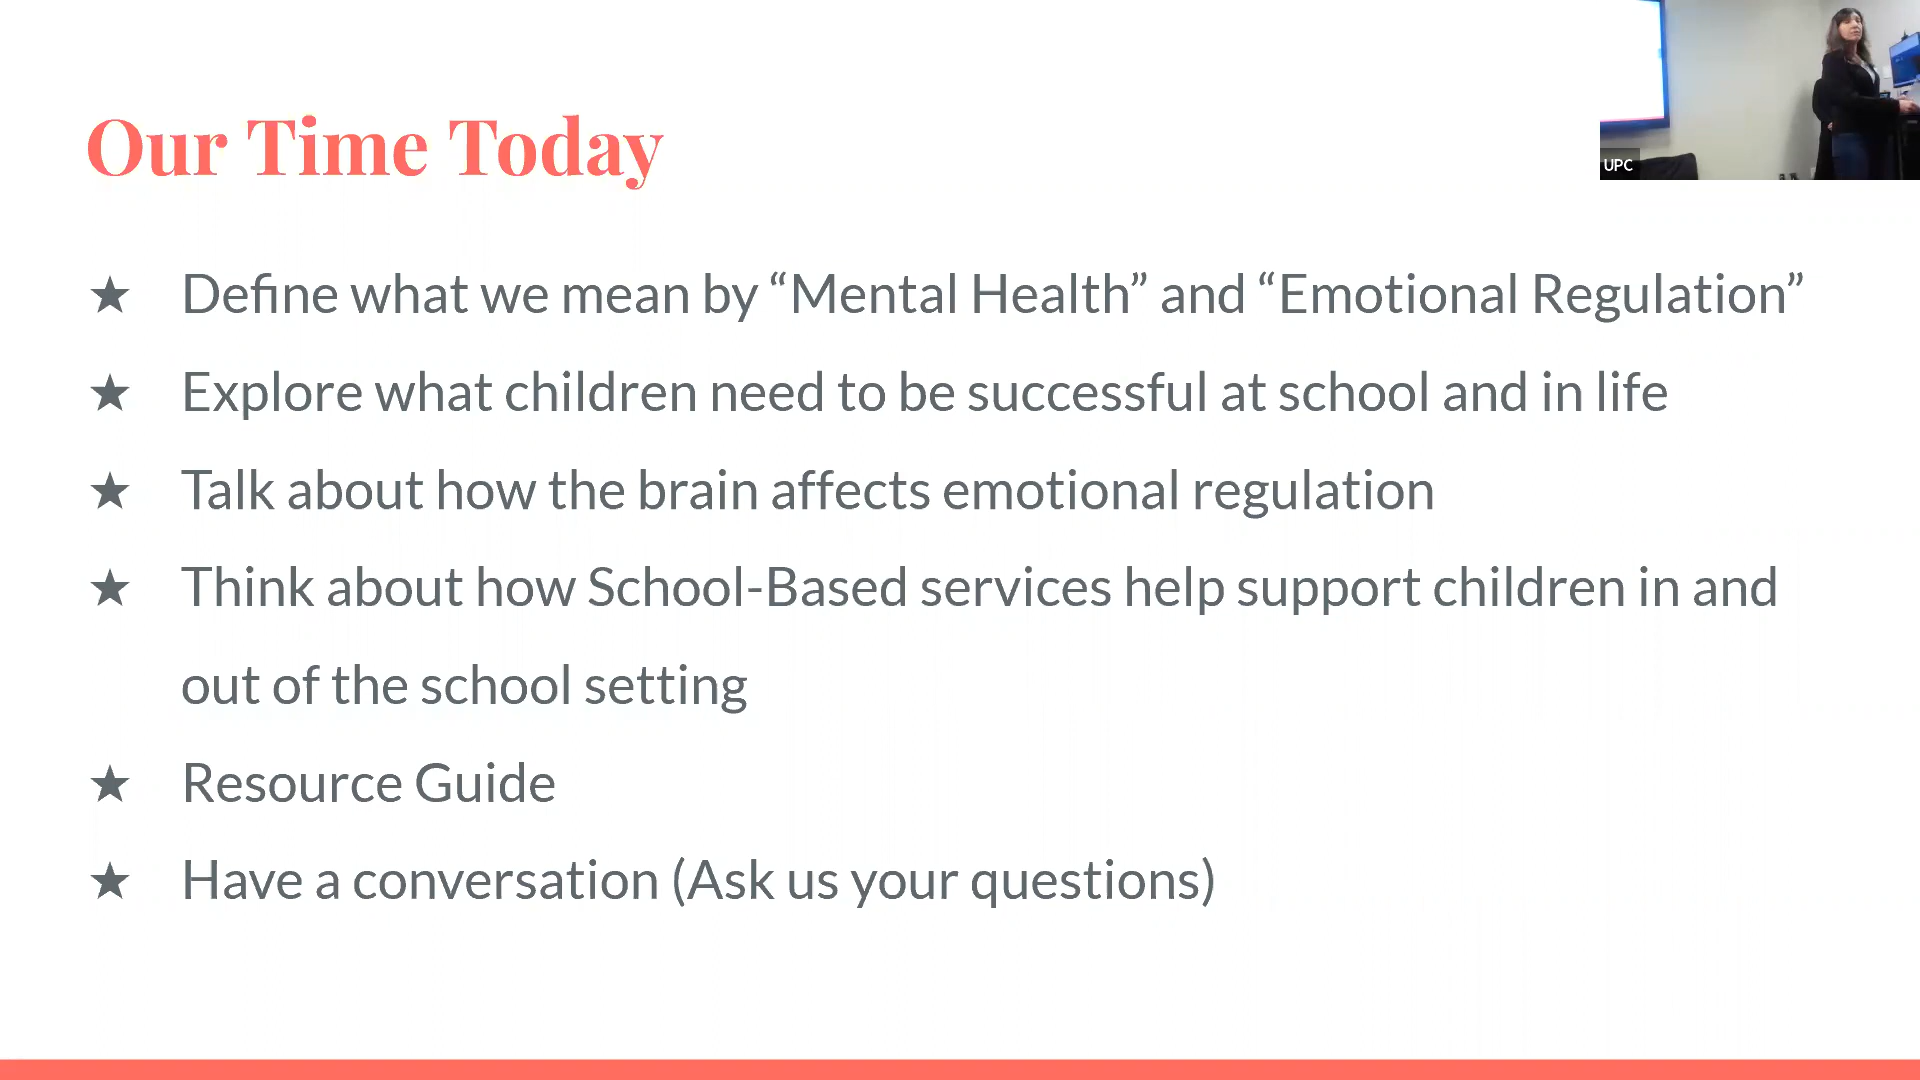 Our Time Today
UPC
★ Define what we mean by “Mental Health” and “Emotional Regulation”
★ Explore what children need to be successful at school and in life
★ Talk about how the brain affects emotional regulation
★ Think about how School-Based services help support children in and
out of the school setting
★ Resource Guide
★ Have a conversation (Ask us your questions)